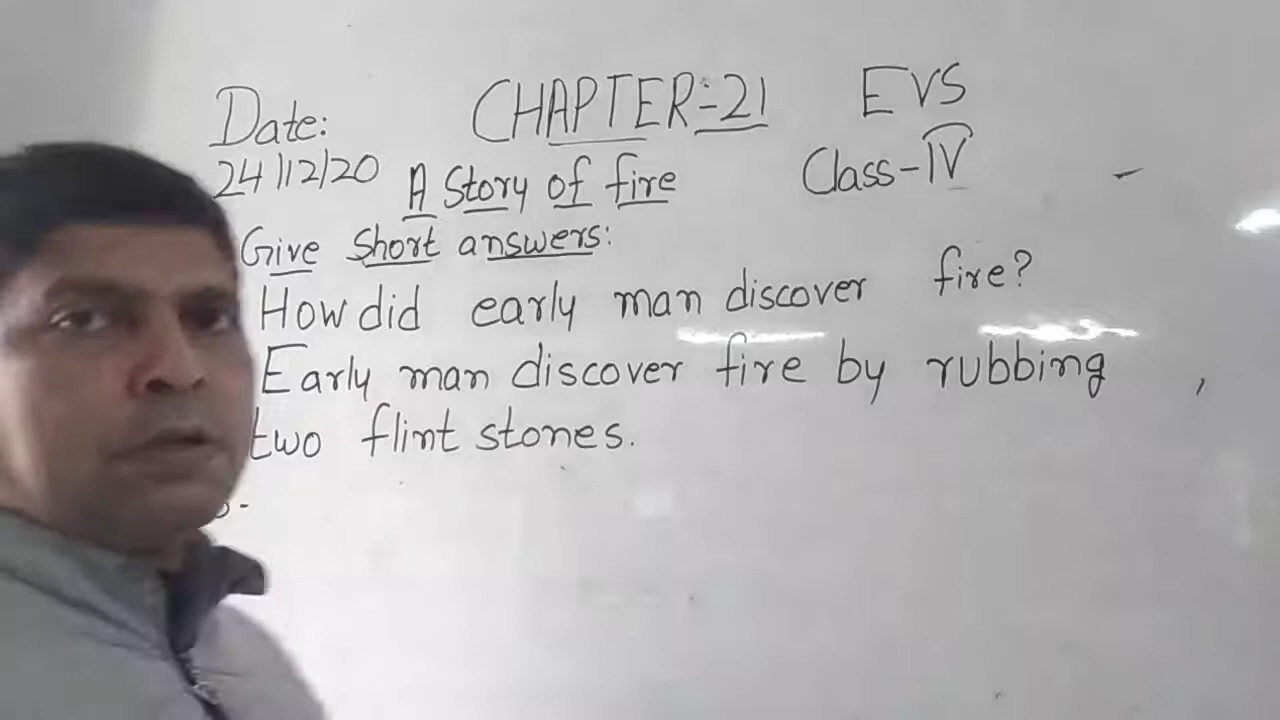 Date: CHAPTER:-21 EVS
24/12/20 A Story of fire Class-IV
Give Short answers:
How did early man discover fire?
Early man discover fire by rubbing
two flint stones.